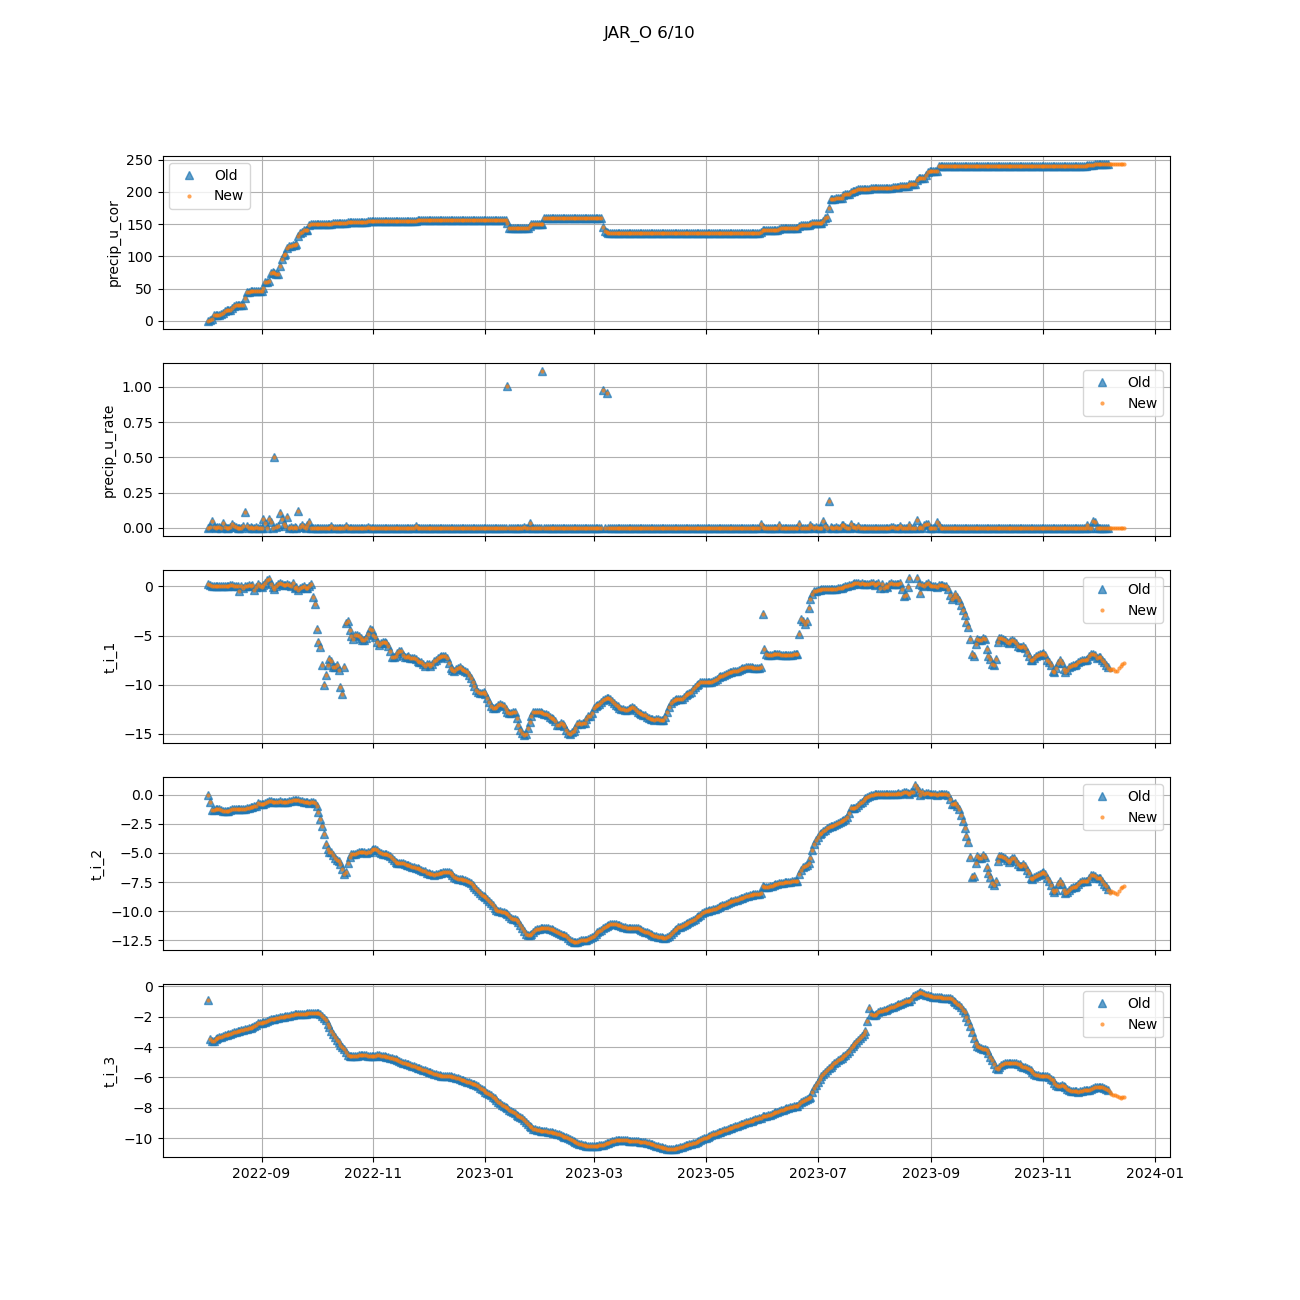 JAR_O 6/10
250
200
150
100
50
0
precip_u_cor
Old
New
1.00
0.75
0.50
0.25
0.00
precip_u_rate
Old
New
0
−5
−10
−15
t_i_1
Old
New
0.0
−2.5
−5.0
−7.5
−10.0
−12.5
t_i_2
Old
New
0
−2
−4
−6
−8
−10
t_i_3
Old
New
2022-09 2022-11 2023-01 2023-03 2023-05 2023-07 2023-09 2023-11 2024-01